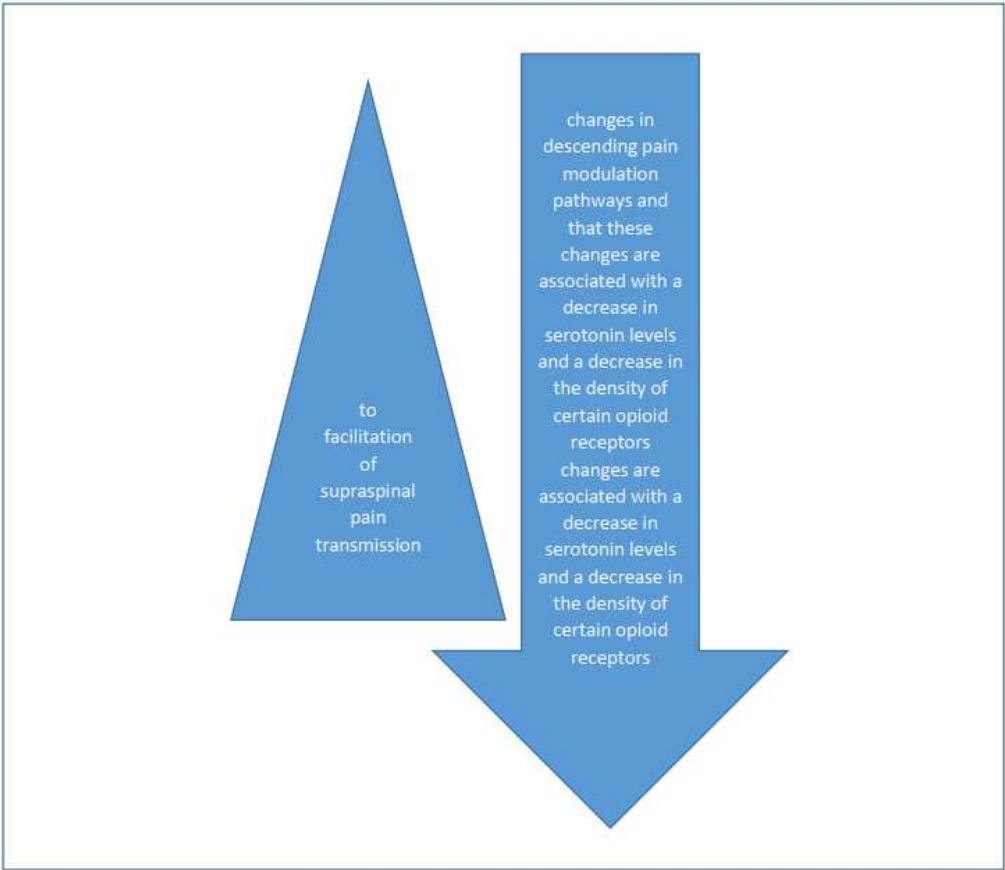 to
facilitation
of
supraspinal
pain
transmission
changes in
descending pain
modulation
pathways and
that these
changes are
associated with a
decrease in
serotonin levels
and a decrease in
the density of
certain opioid
receptors
changes are
associated with a
decrease in
serotonin levels
and a decrease in
the density of
certain opioid
receptors